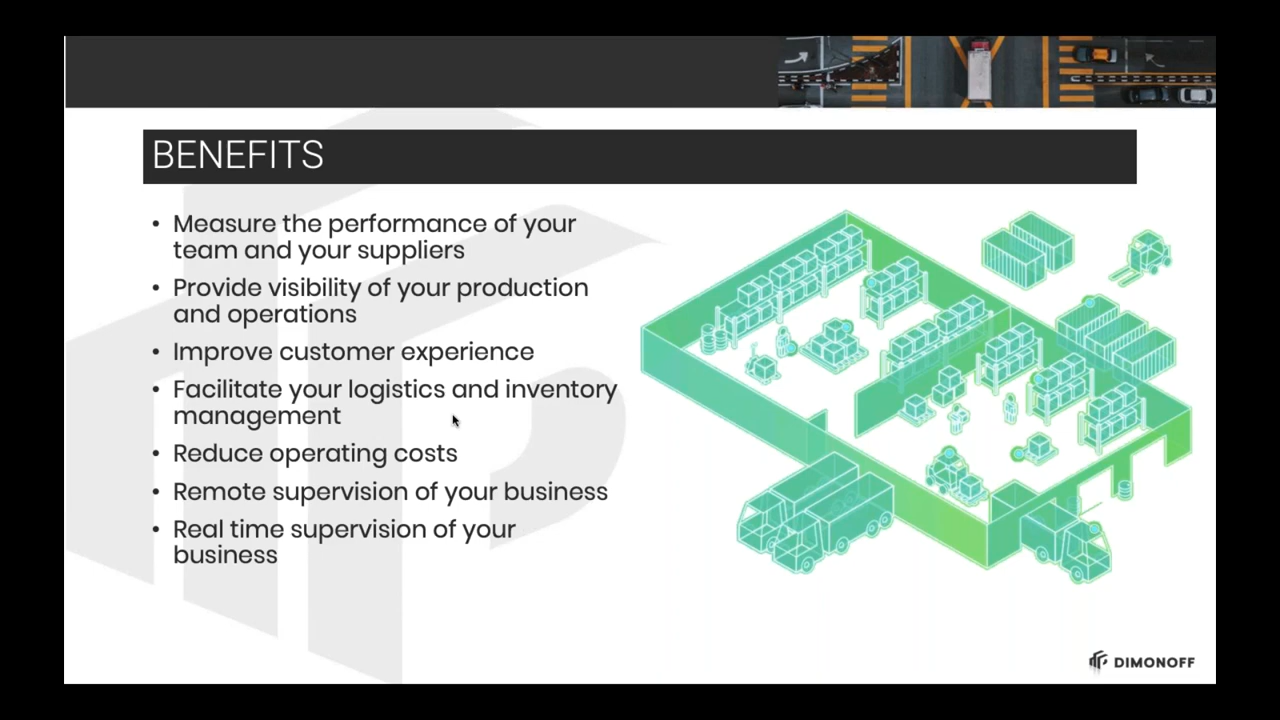 BENEFITS
• Measure the performance of your
team and your suppliers
• Provide visibility of your production
and operations
• Improve customer experience
• Facilitate your logistics and inventory
management
• Reduce operating costs
• Remote supervision of your business
• Real time supervision of your
business
DIMONOFF